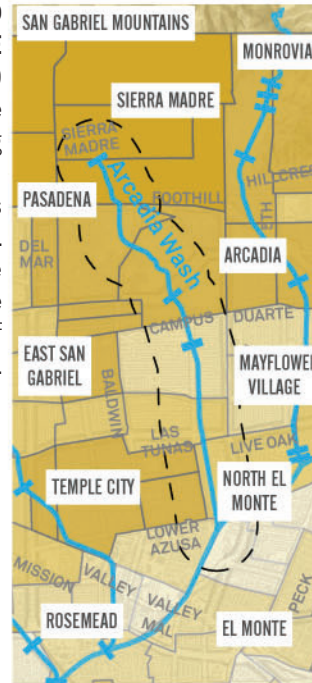 SAN GABRIEL MOUNTAINS
MONROVIA
SIERRA MADRE
SIERRA
MADRE
Arcadia Wash
HILLCRES
PASADENA
FOOTHILL
HTR
DEL
MAR
ARCADIA
CAMPUS
DUARTE
EAST SAN
GABRIEL
BALDWIN
MAYFLOWER
VILLAGE
LAS
TUNAS
LIVE OAK
TEMPLE CITY
NORTH EL
MONTE
LOWER
AZUSA
MISSION
VALLEY
VALLEY
MAL
PECK
ROSEMEAD
EL MONTE